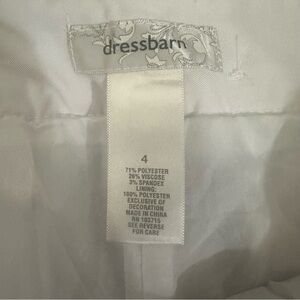 dressbarn
4
71% POLYESTER
26% VISCOSE
3% SPANDEX
LINING:
100% POLYESTER
EXCLUSIVE OF
DECORATION
MADE IN CHINA
RN 103715
SEE REVERSE
FOR CARE